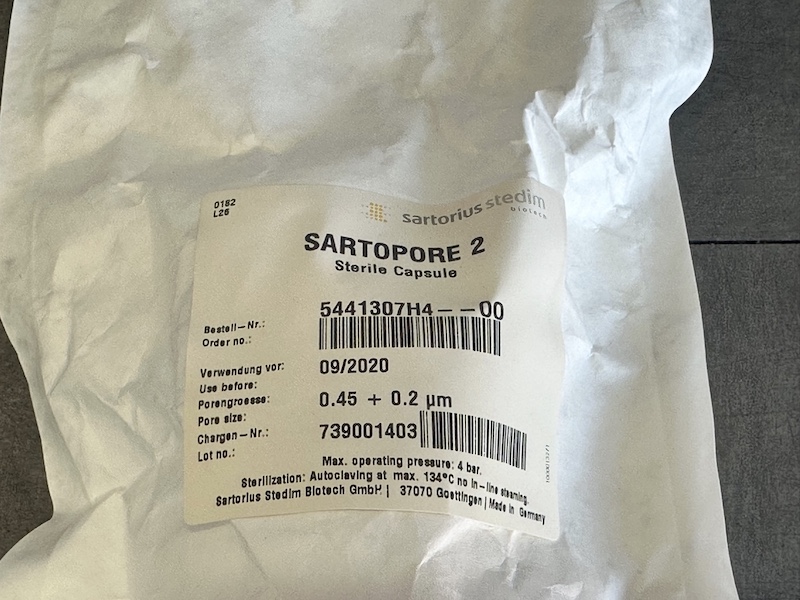 0182
L26
sartorius stedim
biotech
SARTOPORE 2
Sterile Capsule
5441307H4--00
Bestell-Nr.:
Order no.:
Verwendung vor: 09/2020
Use before:
Porengroesse: 0.45 + 0.2 µm
Pore size:
Chargen-Nr.: 739001403
Lot no.:
Max. operating pressure: 4 bar.
Sterilization: Autoclaving at max. 134°C no in-line steaming.
Sartorius Stedim Biotech GmbH | 37070 Goettingen | Made in Germany